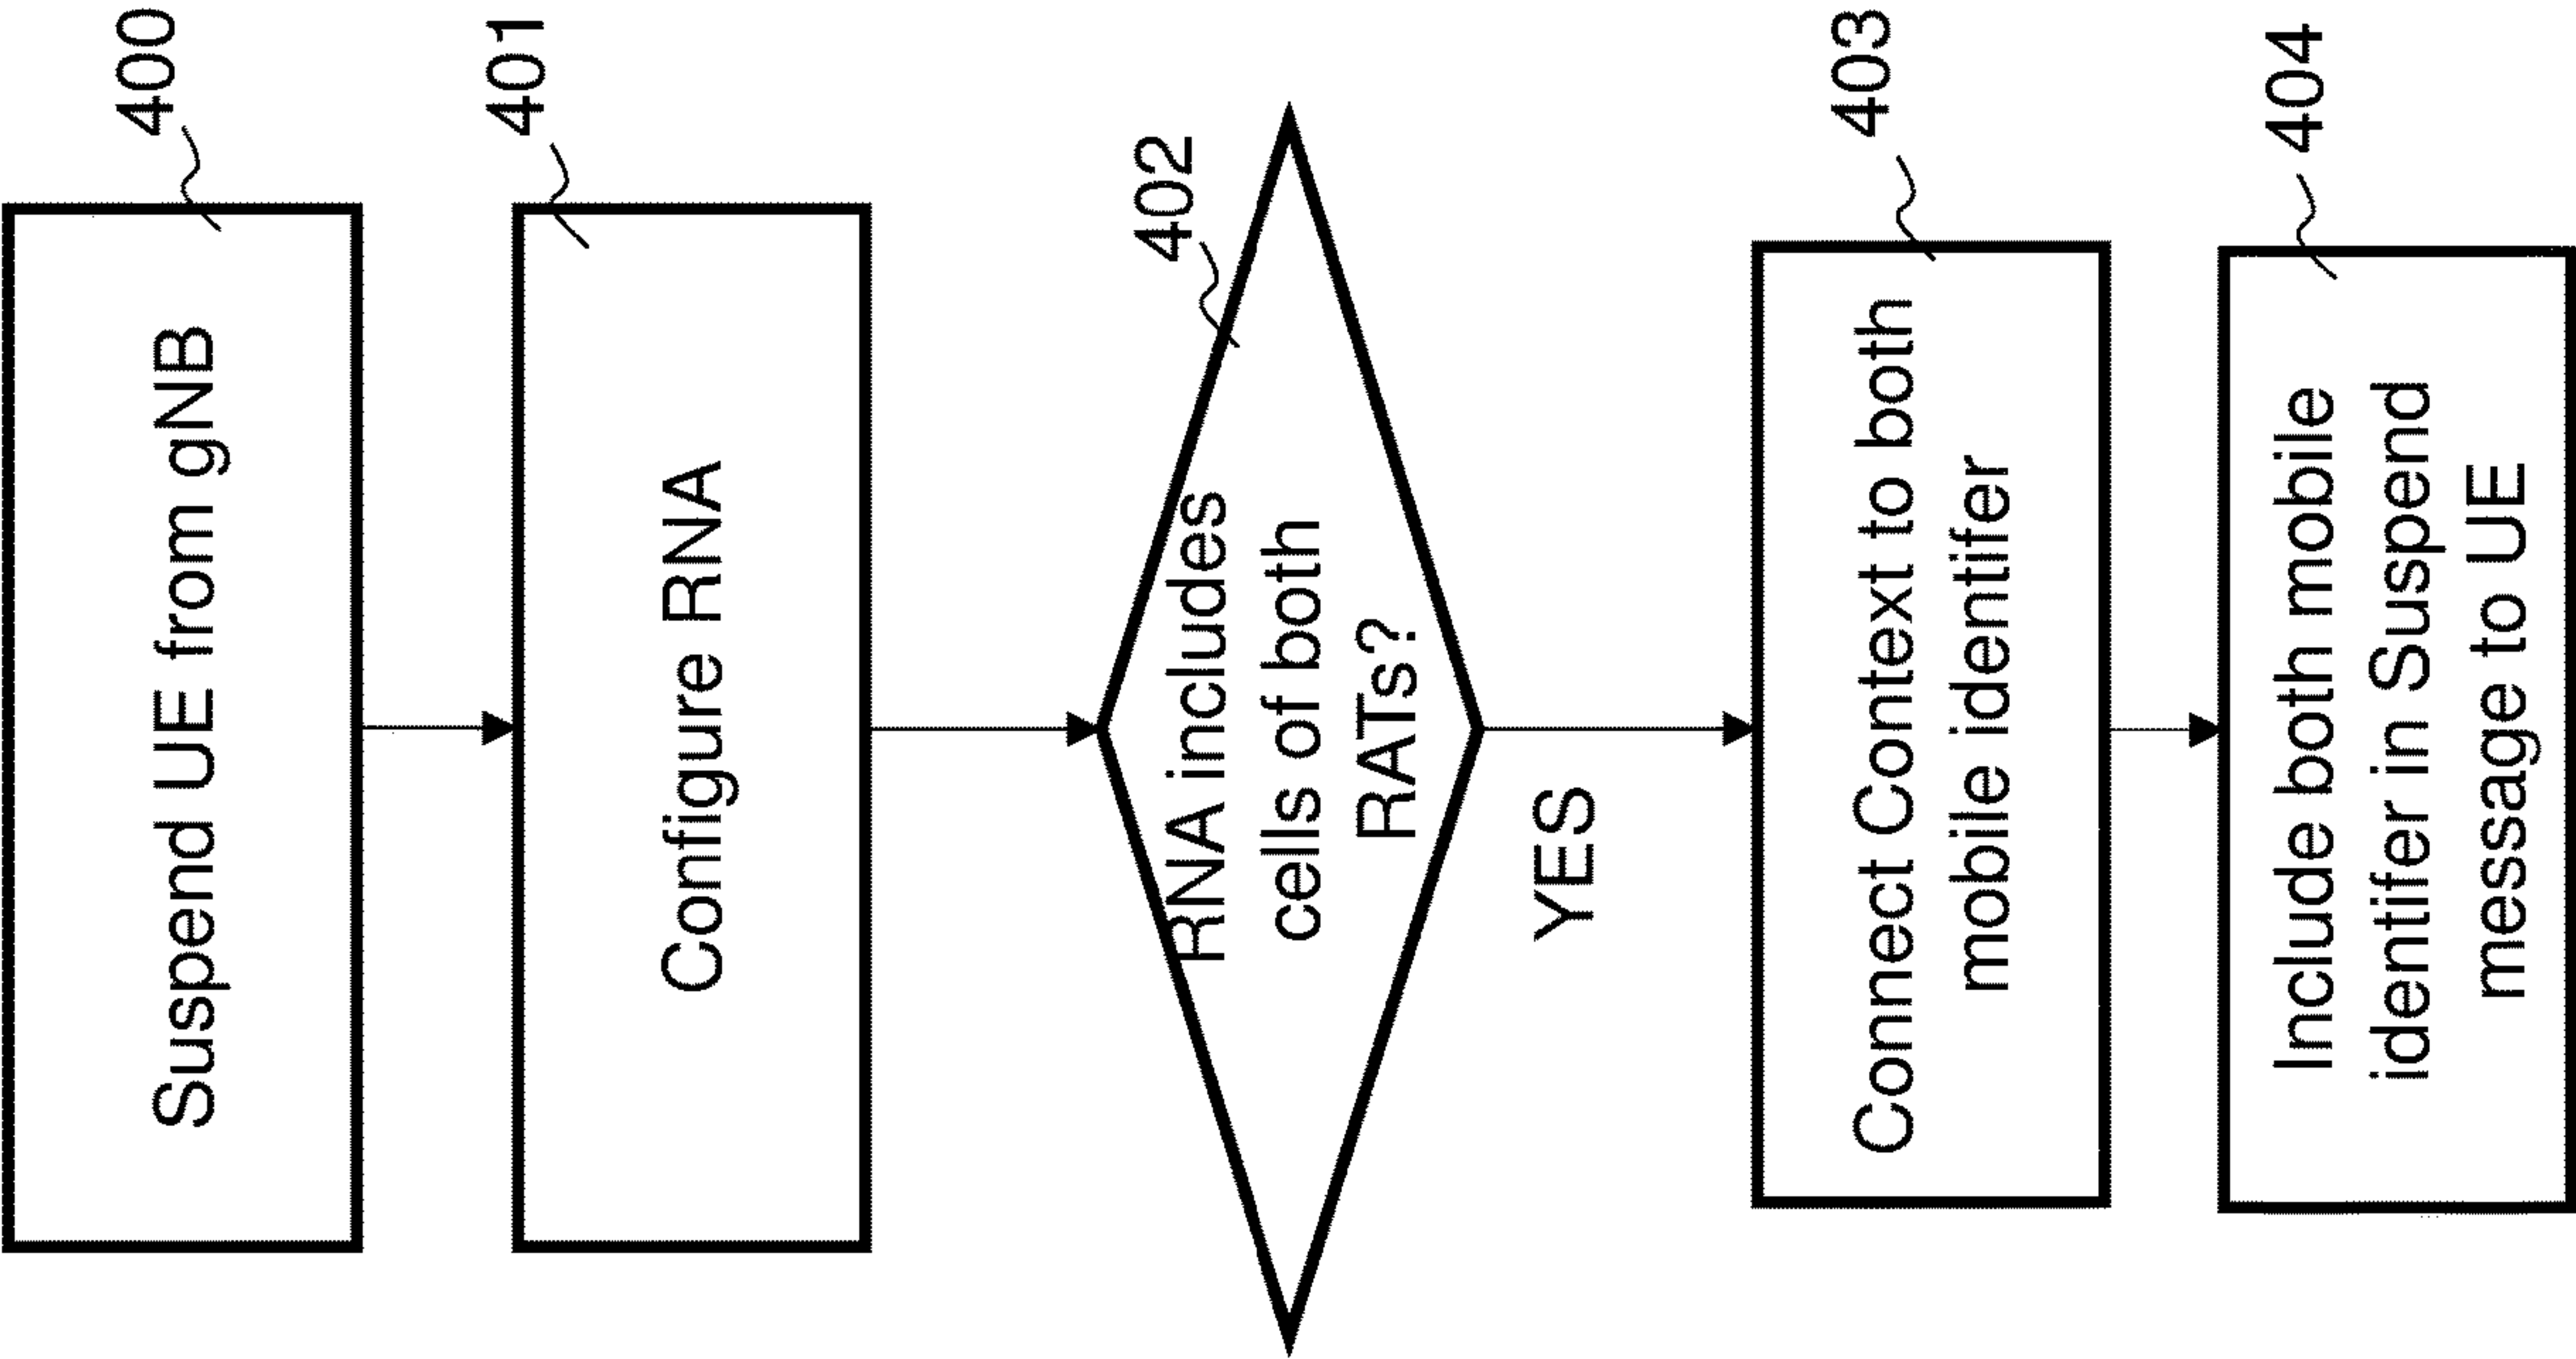 400
Suspend UE from gNB
401
Configure RNA
402
RNA includes
cells of both
RATs?
YES
403
Connect Context to both
mobile identifer
404
Include both mobile
identifer in Suspend
message to UE